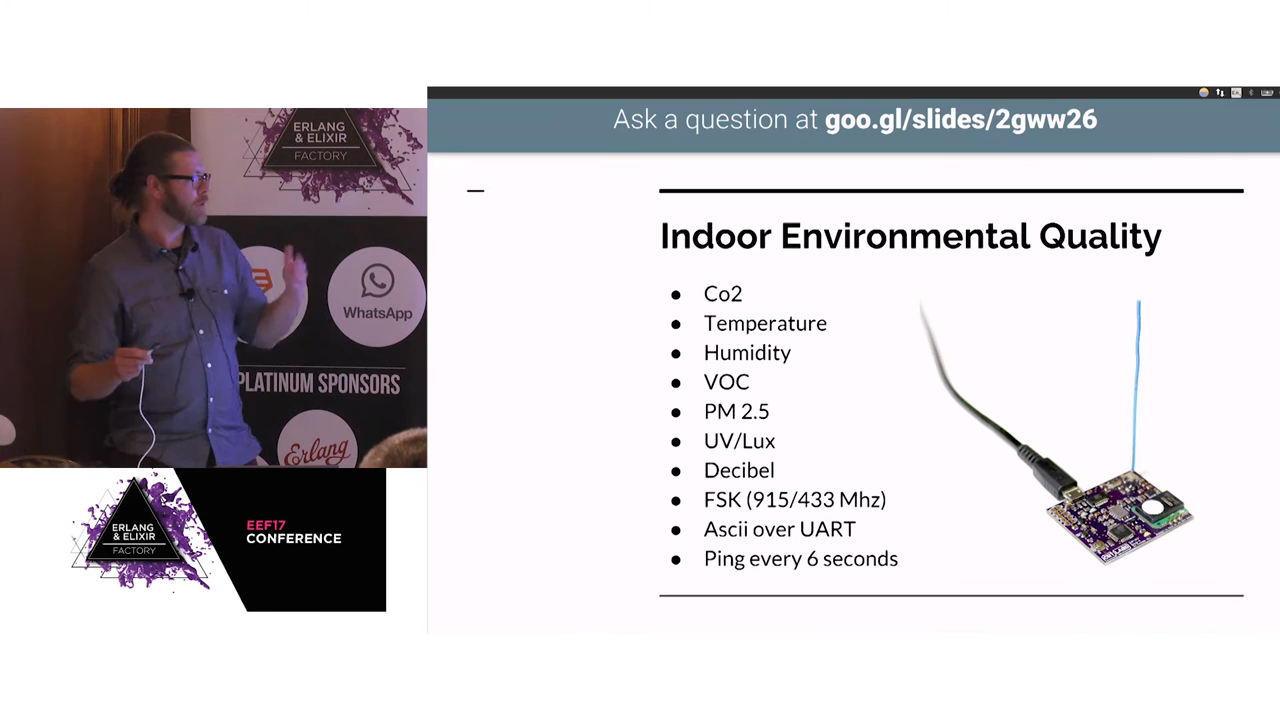 Ask a question at goo.gl/slides/2gww26
ERLANG
& ELIXIR
FACTORY
WhatsApp
PLATINUM SPONSORS
Erlang
ERLANG
& ELIXIR
FACTORY
EEF17
CONFERENCE
Indoor Environmental Quality
● Co2
● Temperature
● Humidity
● VOC
● PM 2.5
● UV/Lux
● Decibel
● FSK (915/433 Mhz)
● Ascii over UART
● Ping every 6 seconds